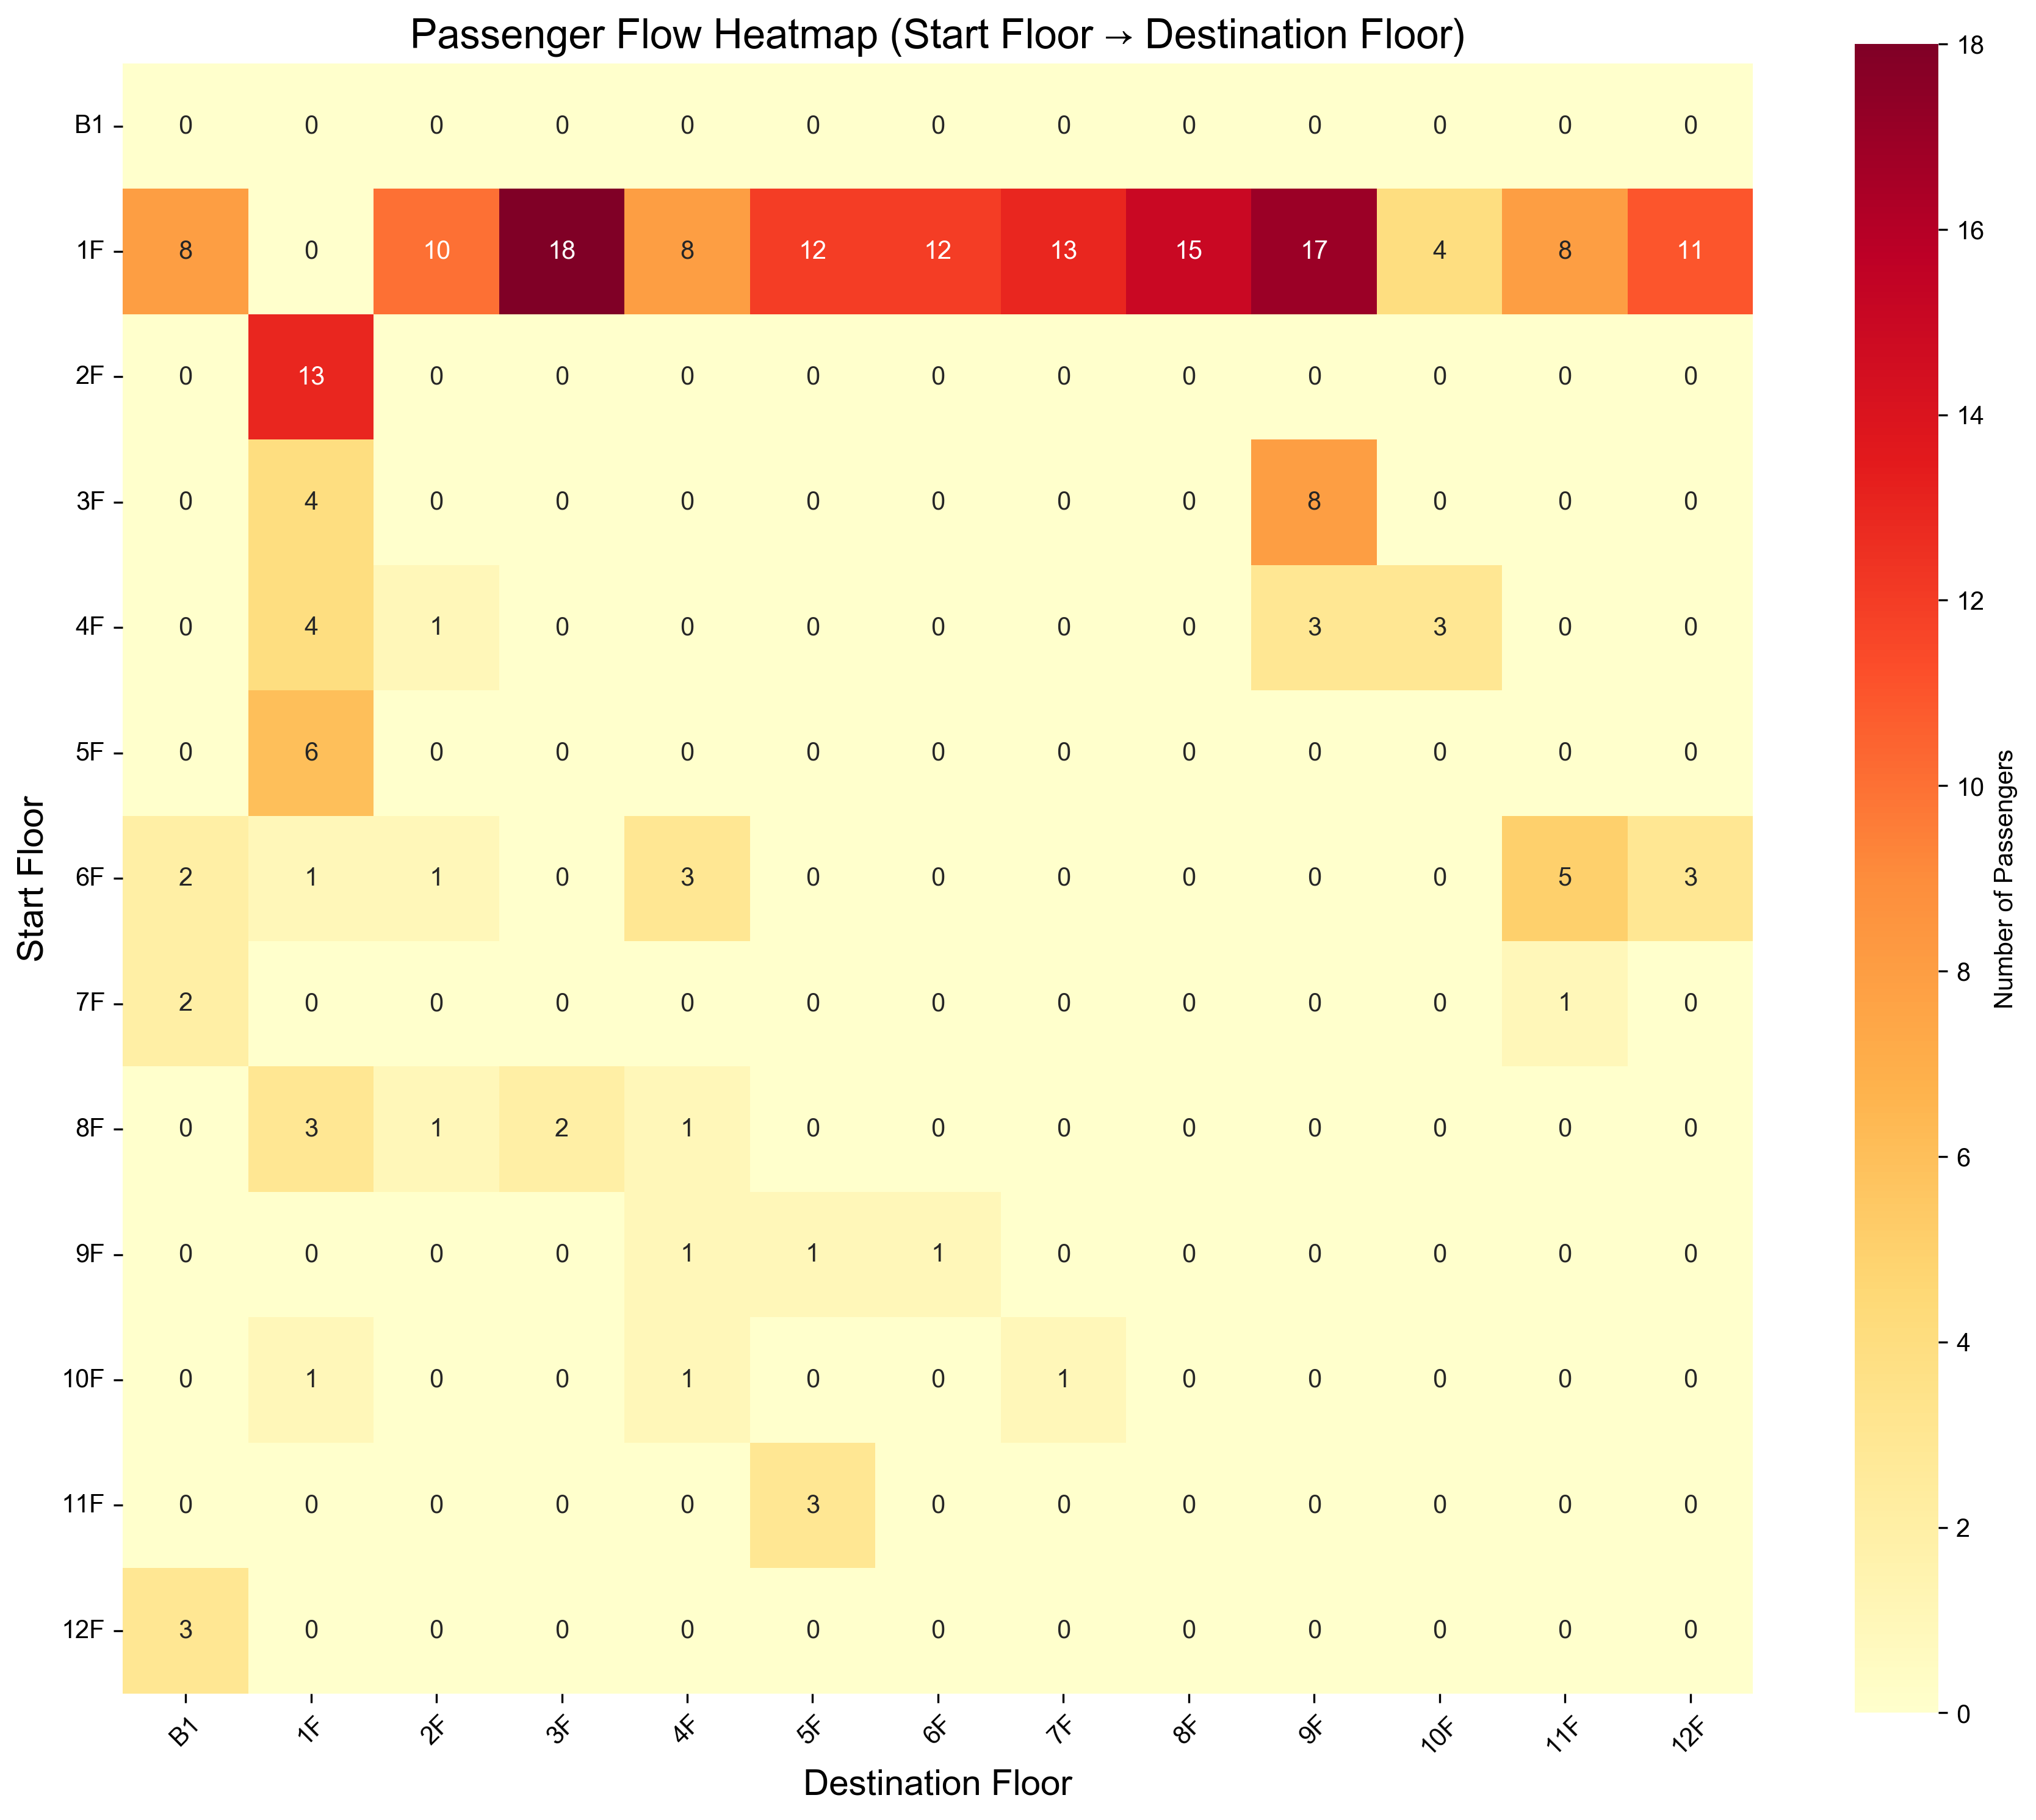 Passenger Flow Heatmap (Start Floor → Destination Floor)
B1 0 0 0 0 0 0 0 0 0 0 0 0 0
1F 8 0 10 18 8 12 12 13 15 17 4 8 11
2F 0 13 0 0 0 0 0 0 0 0 0 0 0
3F 0 4 0 0 0 0 0 0 0 8 0 0 0
4F 0 4 1 0 0 0 0 0 0 3 3 0 0
5F 0 6 0 0 0 0 0 0 0 0 0 0 0
6F 2 1 1 0 3 0 0 0 0 0 0 5 3
7F 2 0 0 0 0 0 0 0 0 0 0 1 0
8F 0 3 1 2 1 0 0 0 0 0 0 0 0
9F 0 0 0 0 1 1 1 0 0 0 0 0 0
10F 0 1 0 0 1 0 0 1 0 0 0 0 0
11F 0 0 0 0 0 3 0 0 0 0 0 0 0
12F 3 0 0 0 0 0 0 0 0 0 0 0 0
B1 1F 2F 3F 4F 5F 6F 7F 8F 9F 10F 11F 12F
Destination Floor
Start Floor
18
16
14
12
10
8
6
4
2
0
Number of Passengers